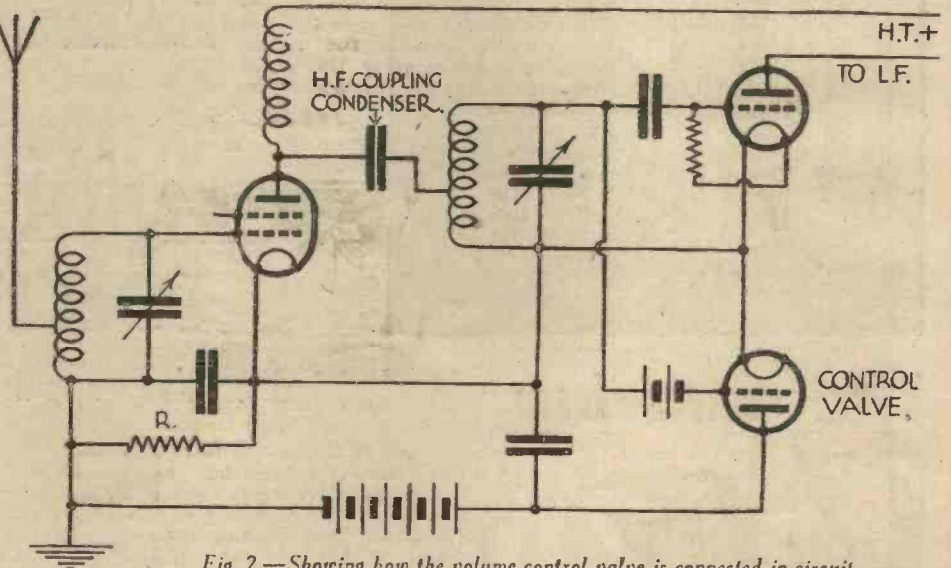 H.T.+
TO L.F.
H.F. COUPLING
CONDENSER.
CONTROL
VALVE.
R.
Fig. 2.—Showing how the volume control valve is connected in circuit.